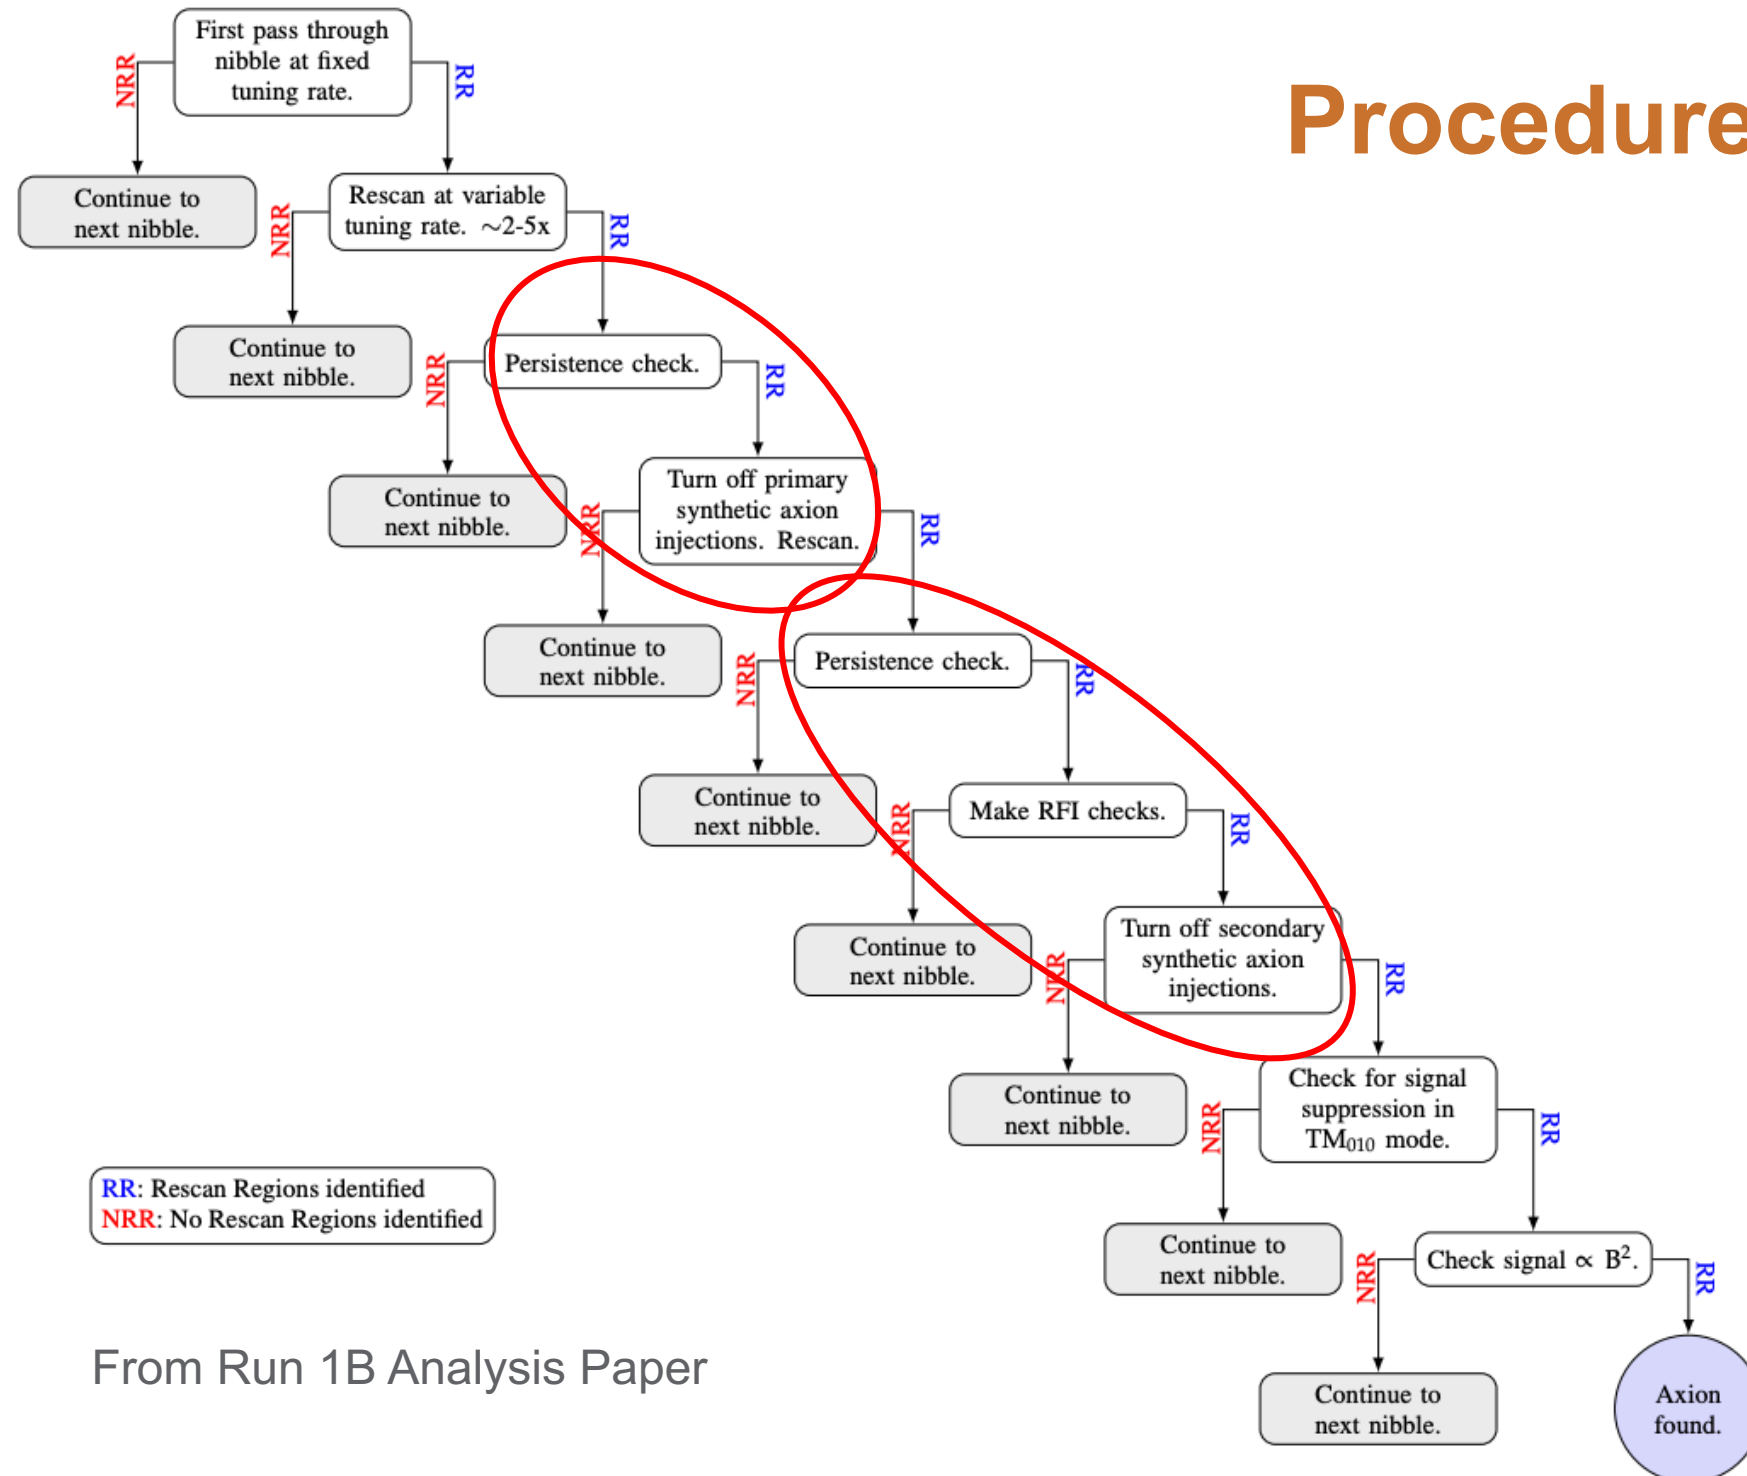 Procedure
First pass through
nibble at fixed
tuning rate.
NRR
RR
Continue to
next nibble.
Rescan at variable
tuning rate. ~2-5x
NRR
RR
Continue to
next nibble.
Persistence check.
NRR
RR
Continue to
next nibble.
Turn off primary
synthetic axion
injections. Rescan.
NRR
RR
Continue to
next nibble.
Persistence check.
NRR
RR
Continue to
next nibble.
Make RFI checks.
NRR
RR
Continue to
next nibble.
Turn off secondary
synthetic axion
injections.
NRR
RR
Continue to
next nibble.
Check for signal
suppression in
TM₀₁₀ mode.
NRR
RR
Continue to
next nibble.
Check signal ∝ B².
NRR
RR
Continue to
next nibble.
Axion
found.
RR: Rescan Regions identified
NRR: No Rescan Regions identified
From Run 1B Analysis Paper